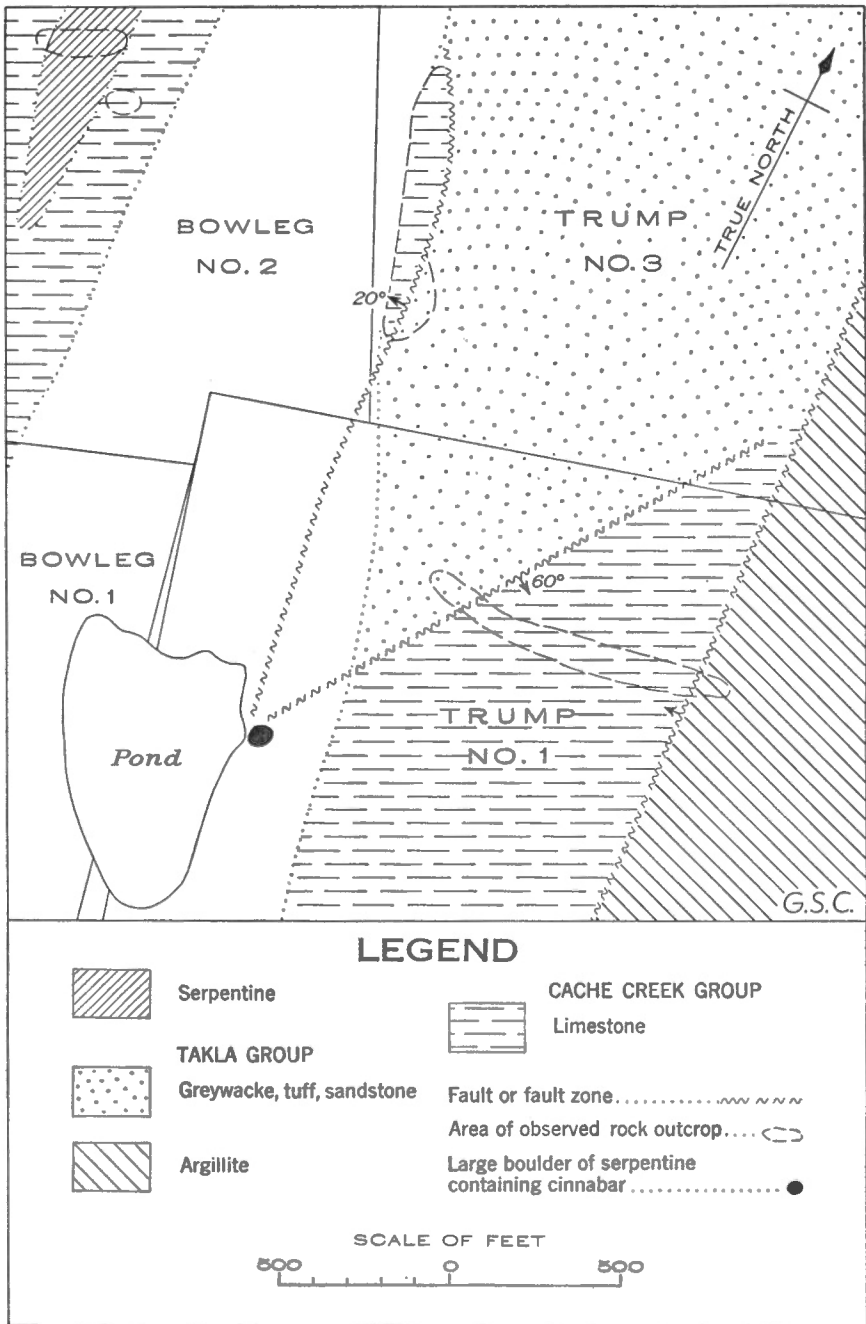 TRUE NORTH
BOWLEG
NO. 2
TRUMP
NO. 3
20°
BOWLEG
NO. 1
60°
Pond
TRUMP
NO. 1
G.S.C.
LEGEND
Serpentine
TAKLA GROUP
Greywacke, tuff, sandstone
Argillite
CACHE CREEK GROUP
Limestone
Fault or fault zone
Area of observed rock outcrop
Large boulder of serpentine
containing cinnabar
SCALE OF FEET
500 0 500